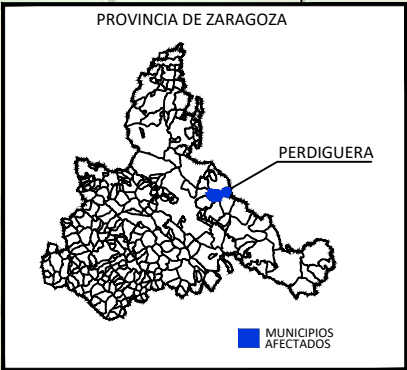 PROVINCIA DE ZARAGOZA
PERDIGUERA
MUNICIPIOS
AFECTADOS